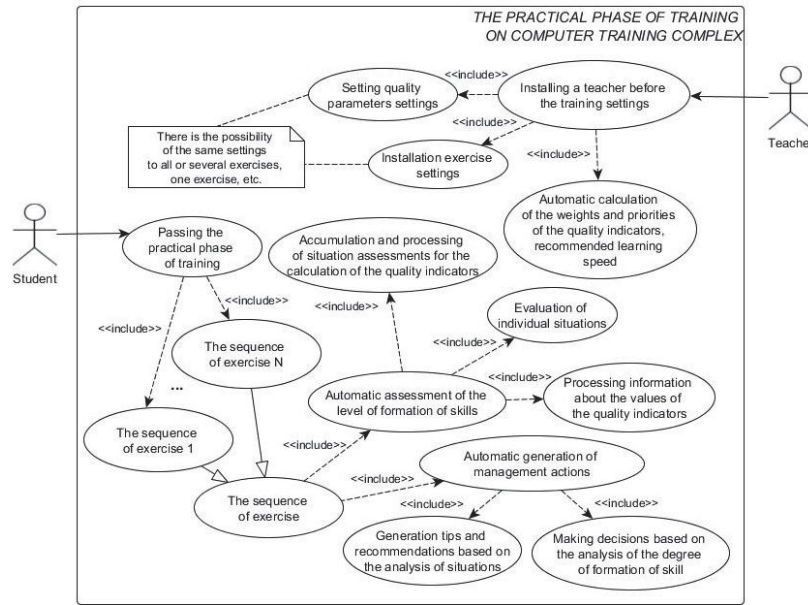 THE PRACTICAL PHASE OF TRAINING
ON COMPUTER TRAINING COMPLEX
<<include>>
Setting quality
parameters settings
Installing a teacher before
the training settings
Teacher
There is the possibility
of the same settings
to all or several exercises,
one exercise, etc.
<<include>>
Installation exercise
settings
<<include>>
Automatic calculation
of the weights and priorities
of the quality indicators,
recommended learning
speed
Student
Passing the
practical phase
of training
Accumulation and processing
of situation assessments for the
calculation of the quality indicators
<<include>>
<<include>>
<<include>>
Evaluation of
individual situations
<<include>>
The sequence
of exercise N
...
Automatic assessment of the
level of formation of skills
<<include>>
Processing information
about the values of
the quality indicators
The sequence
of exercise 1
<<include>>
Automatic generation of
management actions
<<include>>
The sequence
of exercise
<<include>>
<<include>>
Generation tips and
recommendations based on
the analysis of situations
Making decisions based on
the analysis of the degree
of formation of skill